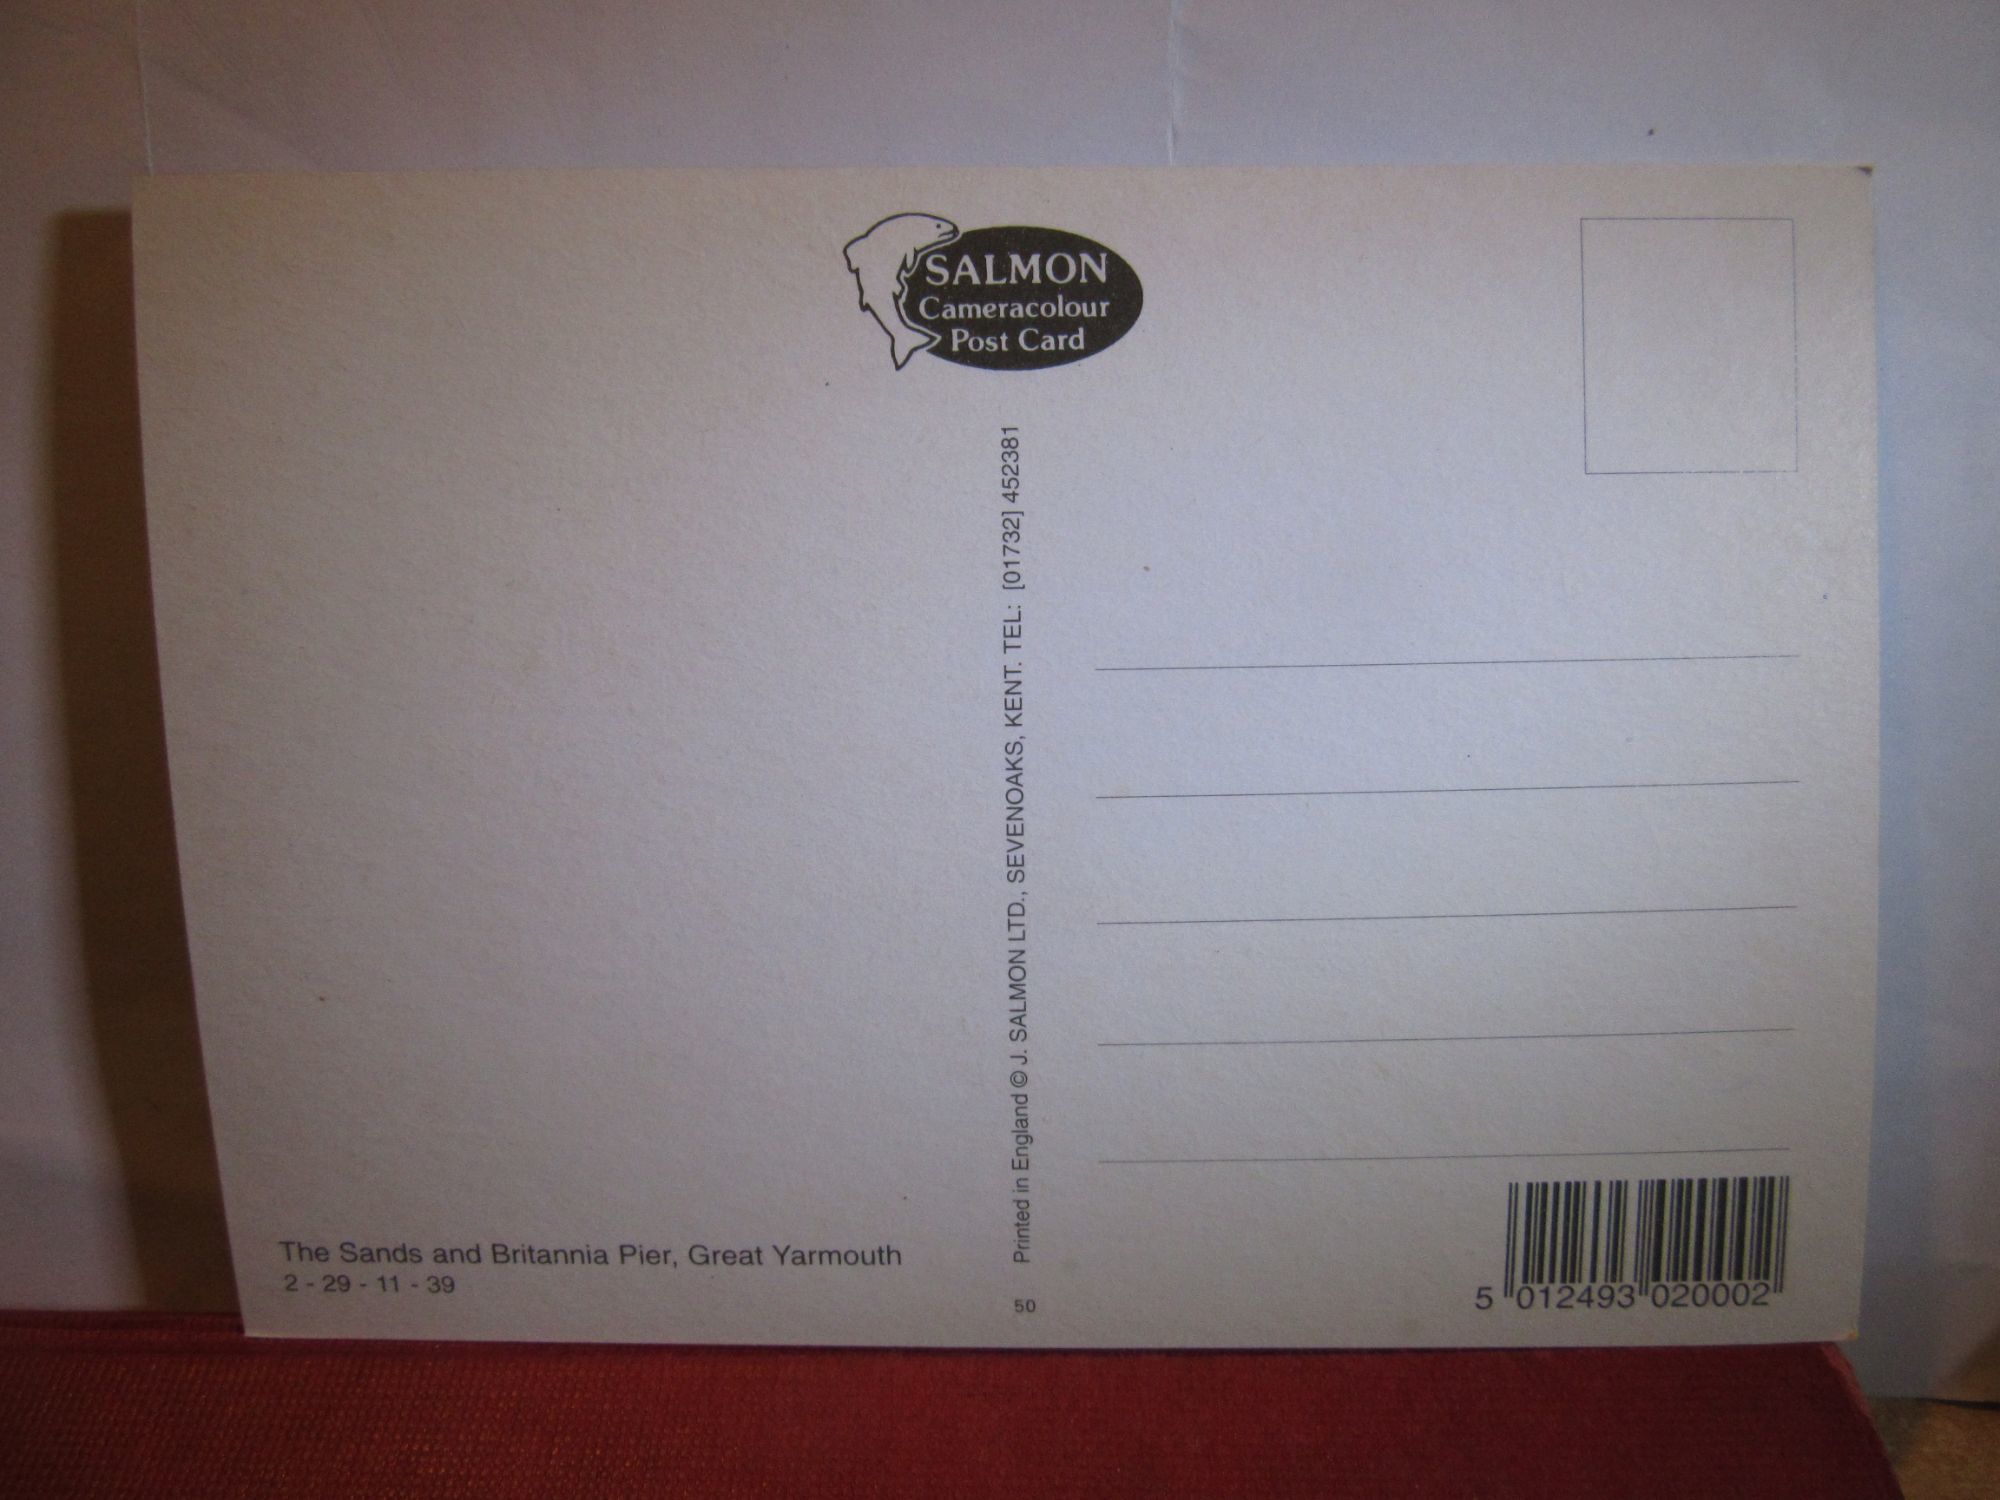 SALMON
Cameracolour
Post Card
Printed in England © J. SALMON LTD., SEVENOAKS, KENT. TEL: [01732] 452381
The Sands and Britannia Pier, Great Yarmouth
2 - 29 - 11 - 39
50
5 012493 020002